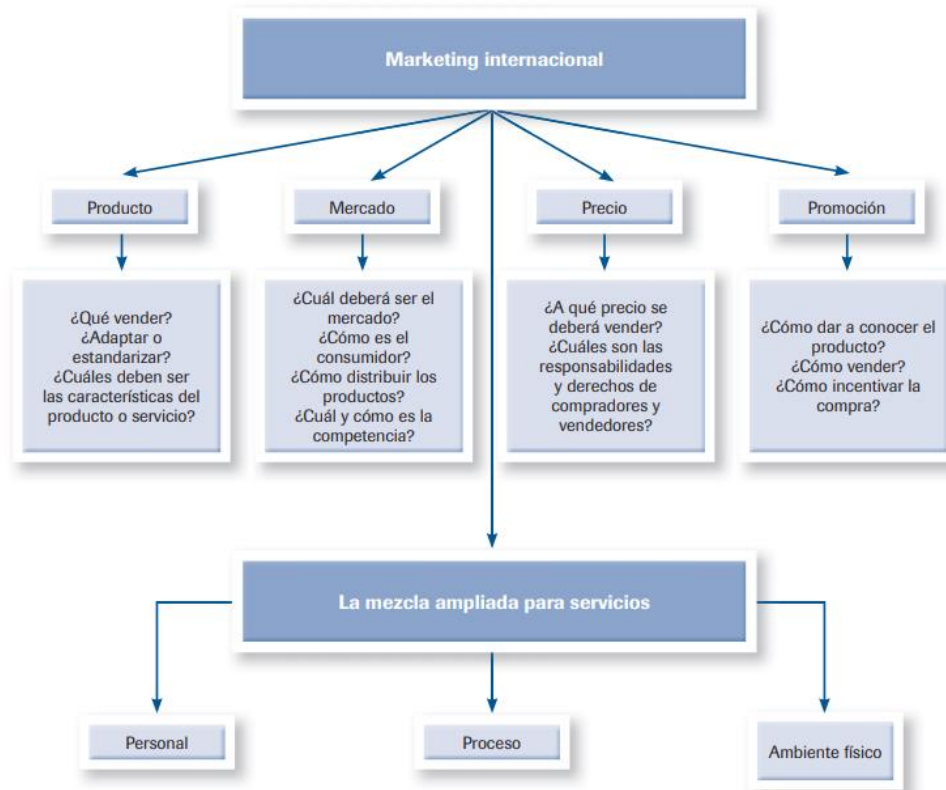 Marketing internacional
Producto
Mercado
Precio
Promoción
¿Qué vender?
¿Adaptar o
estandarizar?
¿Cuáles deben ser
las características del
producto o servicio?
¿Cuál deberá ser el
mercado?
¿Cómo es el
consumidor?
¿Cómo distribuir los
productos?
¿Cuál y cómo es la
competencia?
¿A qué precio se
deberá vender?
¿Cuáles son las
responsabilidades
y derechos de
compradores y
vendedores?
¿Cómo dar a conocer el
producto?
¿Cómo vender?
¿Cómo incentivar la
compra?
La mezcla ampliada para servicios
Personal
Proceso
Ambiente físico